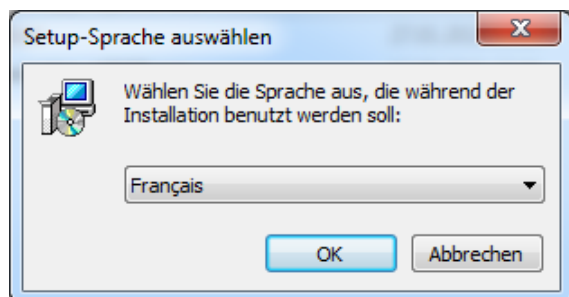 Setup-Sprache auswählen
Wählen Sie die Sprache aus, die während der
Installation benutzt werden soll:
Français
OK
Abbrechen